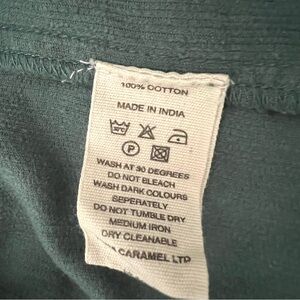 100% COTTON
MADE IN INDIA
30°C
P
WASH AT 30 DEGREES
DO NOT BLEACH
WASH DARK COLOURS
SEPERATELY
DO NOT TUMBLE DRY
MEDIUM IRON
DRY CLEANABLE
CARAMEL LTD